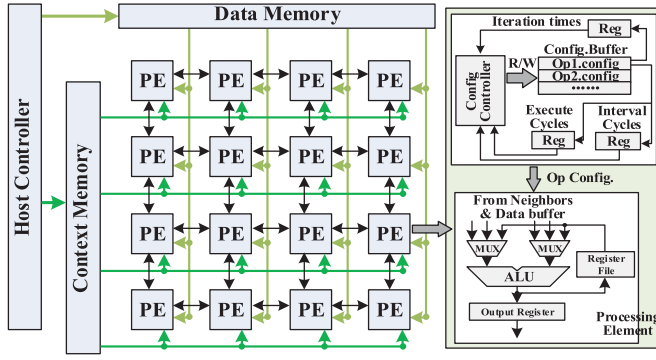 Data Memory
Host Controller
Context Memory
PE PE PE PE
PE PE PE PE
PE PE PE PE
PE PE PE PE
Iteration times
Reg
R/W
Config.Buffer
Op1.config
Op2.config
......
Config
Controller
Execute
Cycles
Reg
Interval
Cycles
Reg
Op Config.
From Neighbors
& Data buffer
MUX
MUX
ALU
Register
File
Output Register
Processing
Element